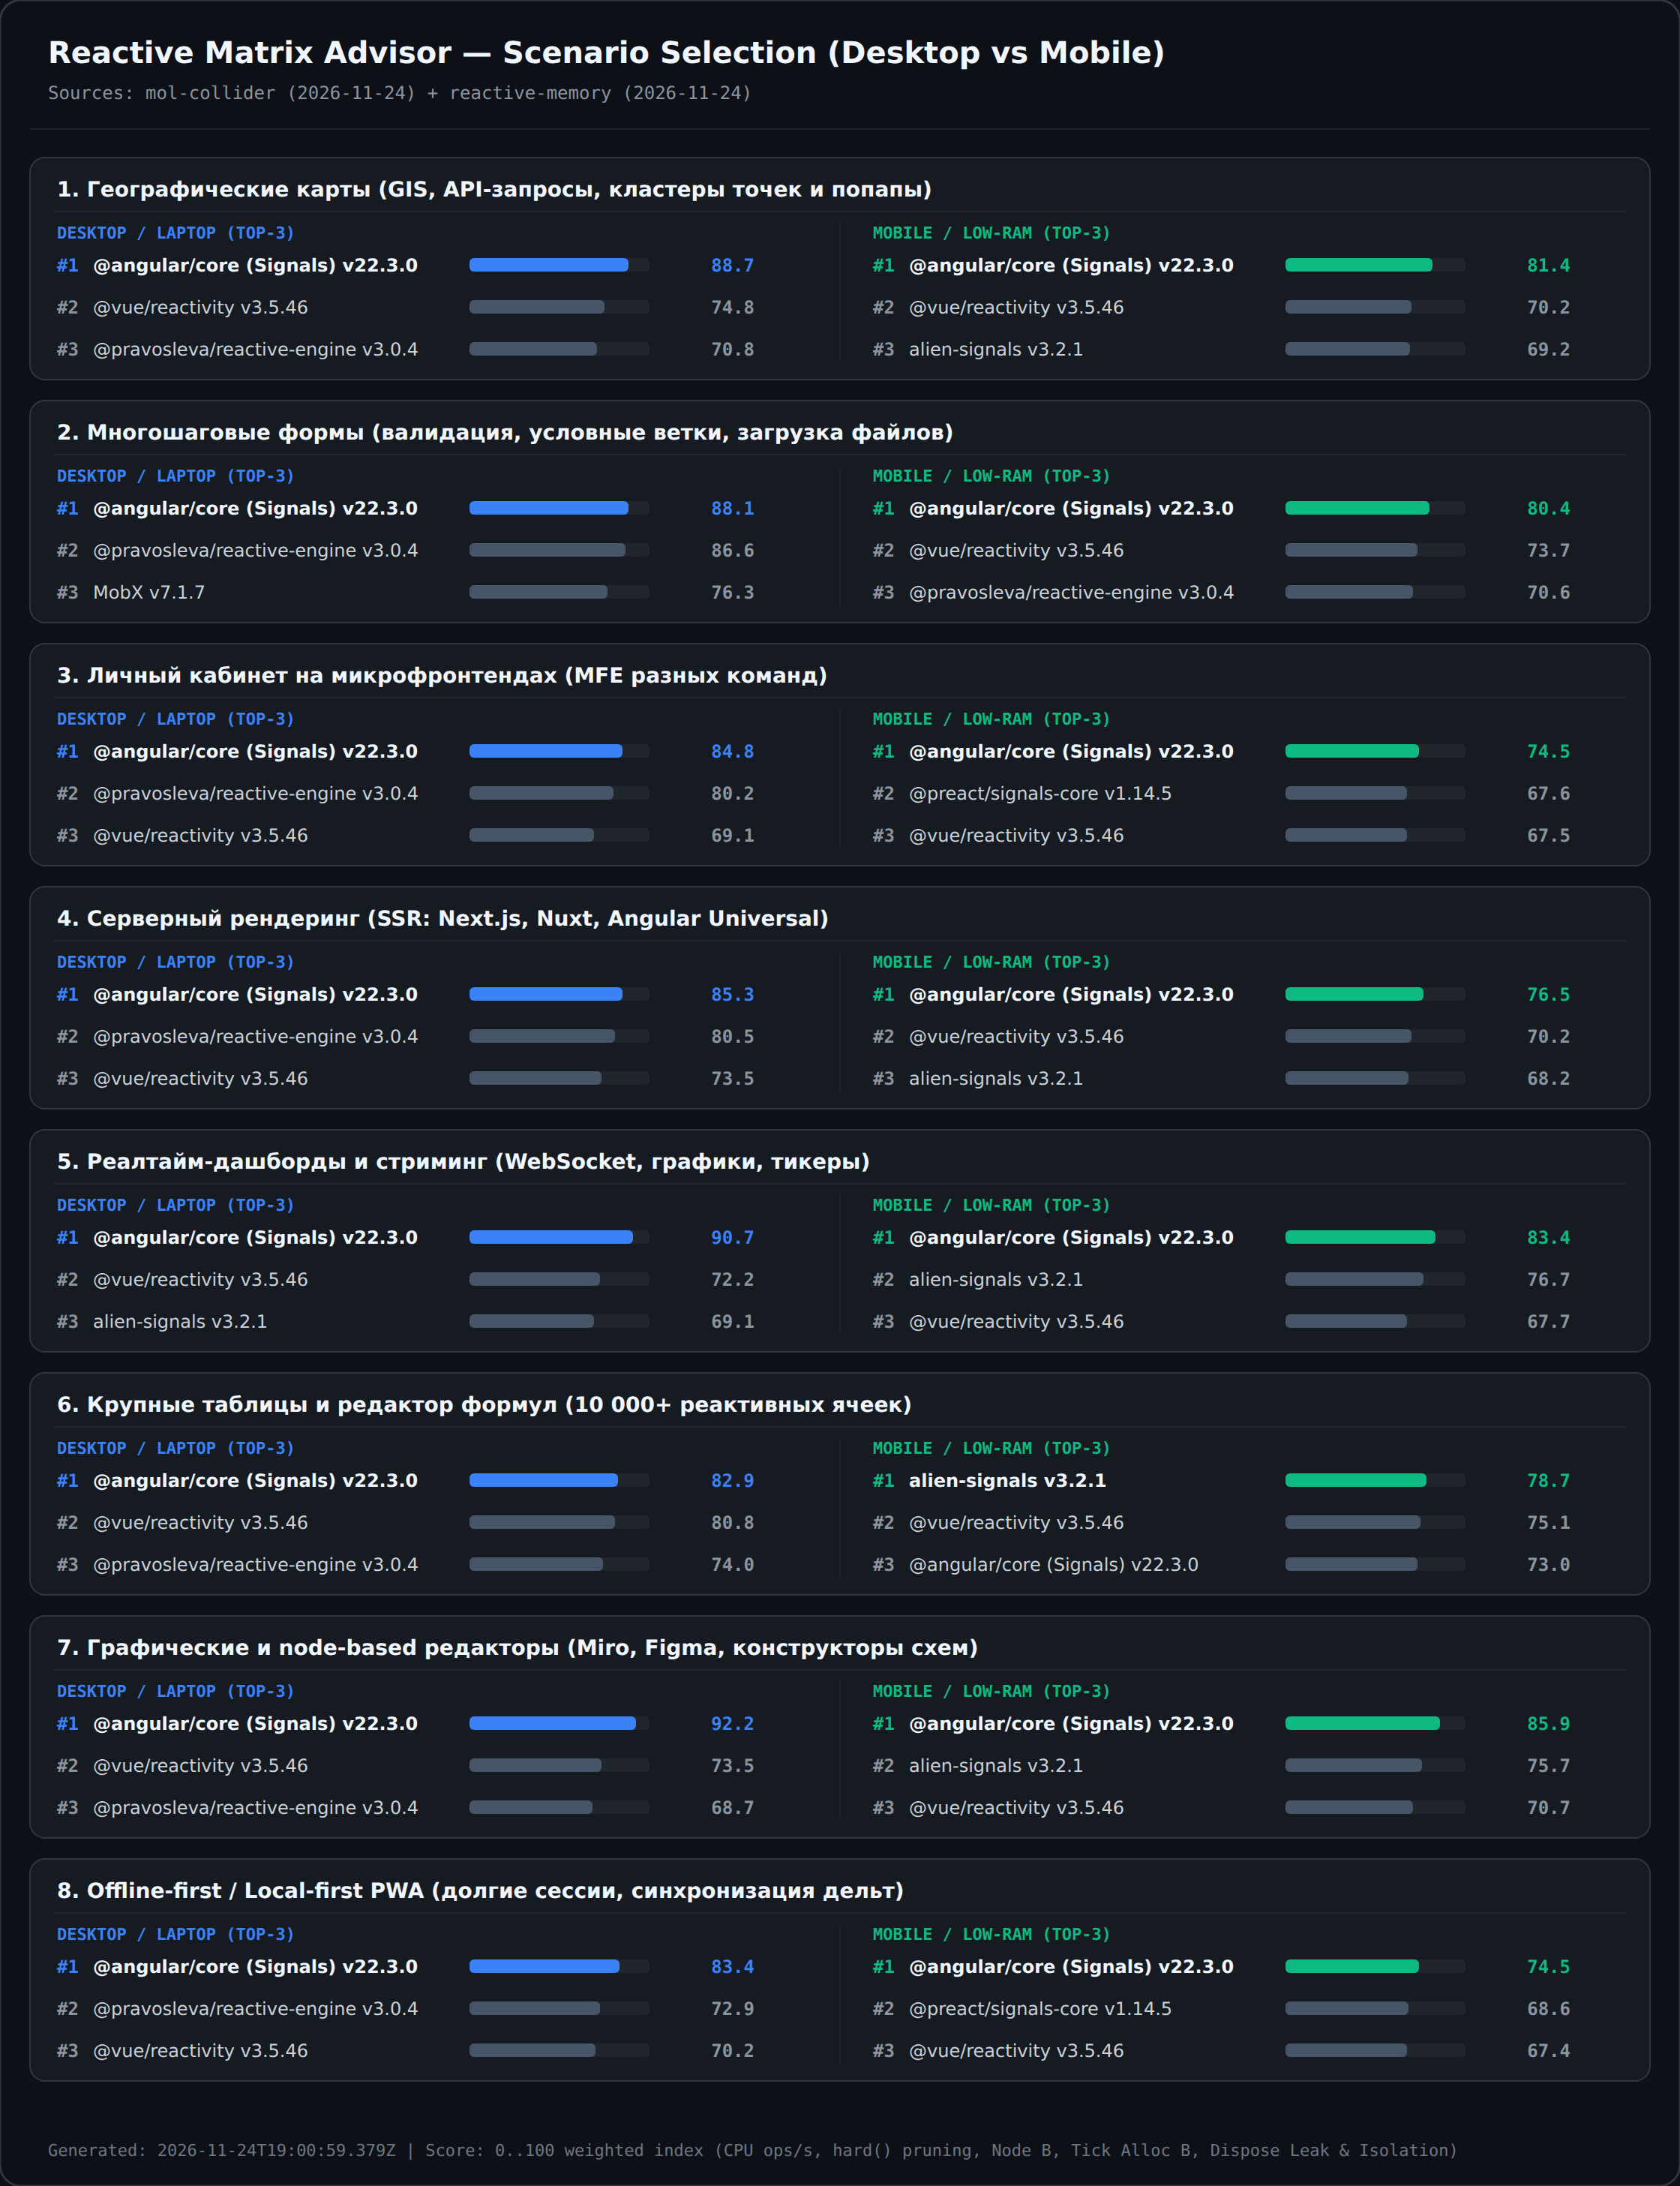 Reactive Matrix Advisor — Scenario Selection (Desktop vs Mobile)
Sources: mol-collider (2026-11-24) + reactive-memory (2026-11-24)
1. Географические карты (GIS, API-запросы, кластеры точек и попапы)
DESKTOP / LAPTOP (TOP-3)
#1 @angular/core (Signals) v22.3.0 88.7
#2 @vue/reactivity v3.5.46 74.8
#3 @pravosleva/reactive-engine v3.0.4 70.8
MOBILE / LOW-RAM (TOP-3)
#1 @angular/core (Signals) v22.3.0 81.4
#2 @vue/reactivity v3.5.46 70.2
#3 alien-signals v3.2.1 69.2
2. Многошаговые формы (валидация, условные ветки, загрузка файлов)
DESKTOP / LAPTOP (TOP-3)
#1 @angular/core (Signals) v22.3.0 88.1
#2 @pravosleva/reactive-engine v3.0.4 86.6
#3 MobX v7.1.7 76.3
MOBILE / LOW-RAM (TOP-3)
#1 @angular/core (Signals) v22.3.0 80.4
#2 @vue/reactivity v3.5.46 73.7
#3 @pravosleva/reactive-engine v3.0.4 70.6
3. Личный кабинет на микрофронтендах (MFE разных команд)
DESKTOP / LAPTOP (TOP-3)
#1 @angular/core (Signals) v22.3.0 84.8
#2 @pravosleva/reactive-engine v3.0.4 80.2
#3 @vue/reactivity v3.5.46 69.1
MOBILE / LOW-RAM (TOP-3)
#1 @angular/core (Signals) v22.3.0 74.5
#2 @preact/signals-core v1.14.5 67.6
#3 @vue/reactivity v3.5.46 67.5
4. Серверный рендеринг (SSR: Next.js, Nuxt, Angular Universal)
DESKTOP / LAPTOP (TOP-3)
#1 @angular/core (Signals) v22.3.0 85.3
#2 @pravosleva/reactive-engine v3.0.4 80.5
#3 @vue/reactivity v3.5.46 73.5
MOBILE / LOW-RAM (TOP-3)
#1 @angular/core (Signals) v22.3.0 76.5
#2 @vue/reactivity v3.5.46 70.2
#3 alien-signals v3.2.1 68.2
5. Реалтайм-дашборды и стриминг (WebSocket, графики, тикеры)
DESKTOP / LAPTOP (TOP-3)
#1 @angular/core (Signals) v22.3.0 90.7
#2 @vue/reactivity v3.5.46 72.2
#3 alien-signals v3.2.1 69.1
MOBILE / LOW-RAM (TOP-3)
#1 @angular/core (Signals) v22.3.0 83.4
#2 alien-signals v3.2.1 76.7
#3 @vue/reactivity v3.5.46 67.7
6. Крупные таблицы и редактор формул (10 000+ реактивных ячеек)
DESKTOP / LAPTOP (TOP-3)
#1 @angular/core (Signals) v22.3.0 82.9
#2 @vue/reactivity v3.5.46 80.8
#3 @pravosleva/reactive-engine v3.0.4 74.0
MOBILE / LOW-RAM (TOP-3)
#1 alien-signals v3.2.1 78.7
#2 @vue/reactivity v3.5.46 75.1
#3 @angular/core (Signals) v22.3.0 73.0
7. Графические и node-based редакторы (Miro, Figma, конструкторы схем)
DESKTOP / LAPTOP (TOP-3)
#1 @angular/core (Signals) v22.3.0 92.2
#2 @vue/reactivity v3.5.46 73.5
#3 @pravosleva/reactive-engine v3.0.4 68.7
MOBILE / LOW-RAM (TOP-3)
#1 @angular/core (Signals) v22.3.0 85.9
#2 alien-signals v3.2.1 75.7
#3 @vue/reactivity v3.5.46 70.7
8. Offline-first / Local-first PWA (долгие сессии, синхронизация дельт)
DESKTOP / LAPTOP (TOP-3)
#1 @angular/core (Signals) v22.3.0 83.4
#2 @pravosleva/reactive-engine v3.0.4 72.9
#3 @vue/reactivity v3.5.46 70.2
MOBILE / LOW-RAM (TOP-3)
#1 @angular/core (Signals) v22.3.0 74.5
#2 @preact/signals-core v1.14.5 68.6
#3 @vue/reactivity v3.5.46 67.4
Generated: 2026-11-24T19:00:59.379Z | Score: 0..100 weighted index (CPU ops/s, hard() pruning, Node B, Tick Alloc B, Dispose Leak & Isolation)